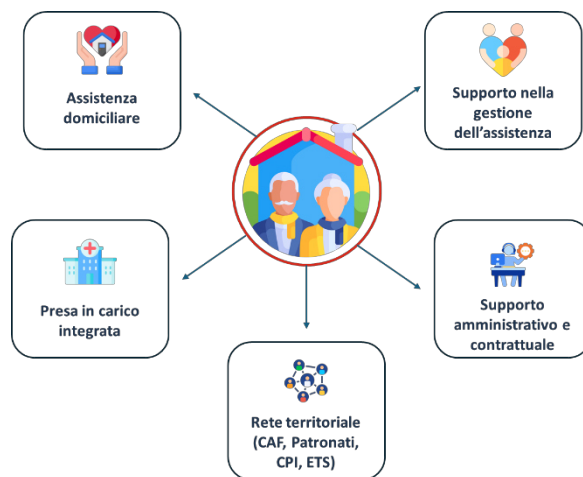 Assistenza
domiciliare
Supporto nella
gestione
dell’assistenza
Presa in carico
integrata
Supporto
amministrativo e
contrattuale
Rete territoriale
(CAF, Patronati,
CPI, ETS)